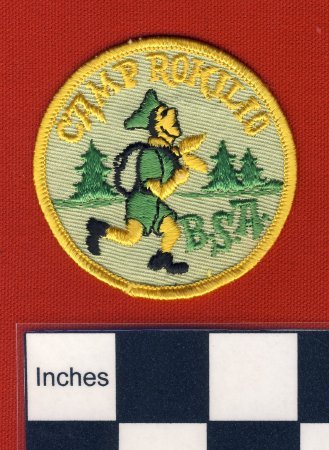 CAMP ROKILIO
B.S.A.
Inches